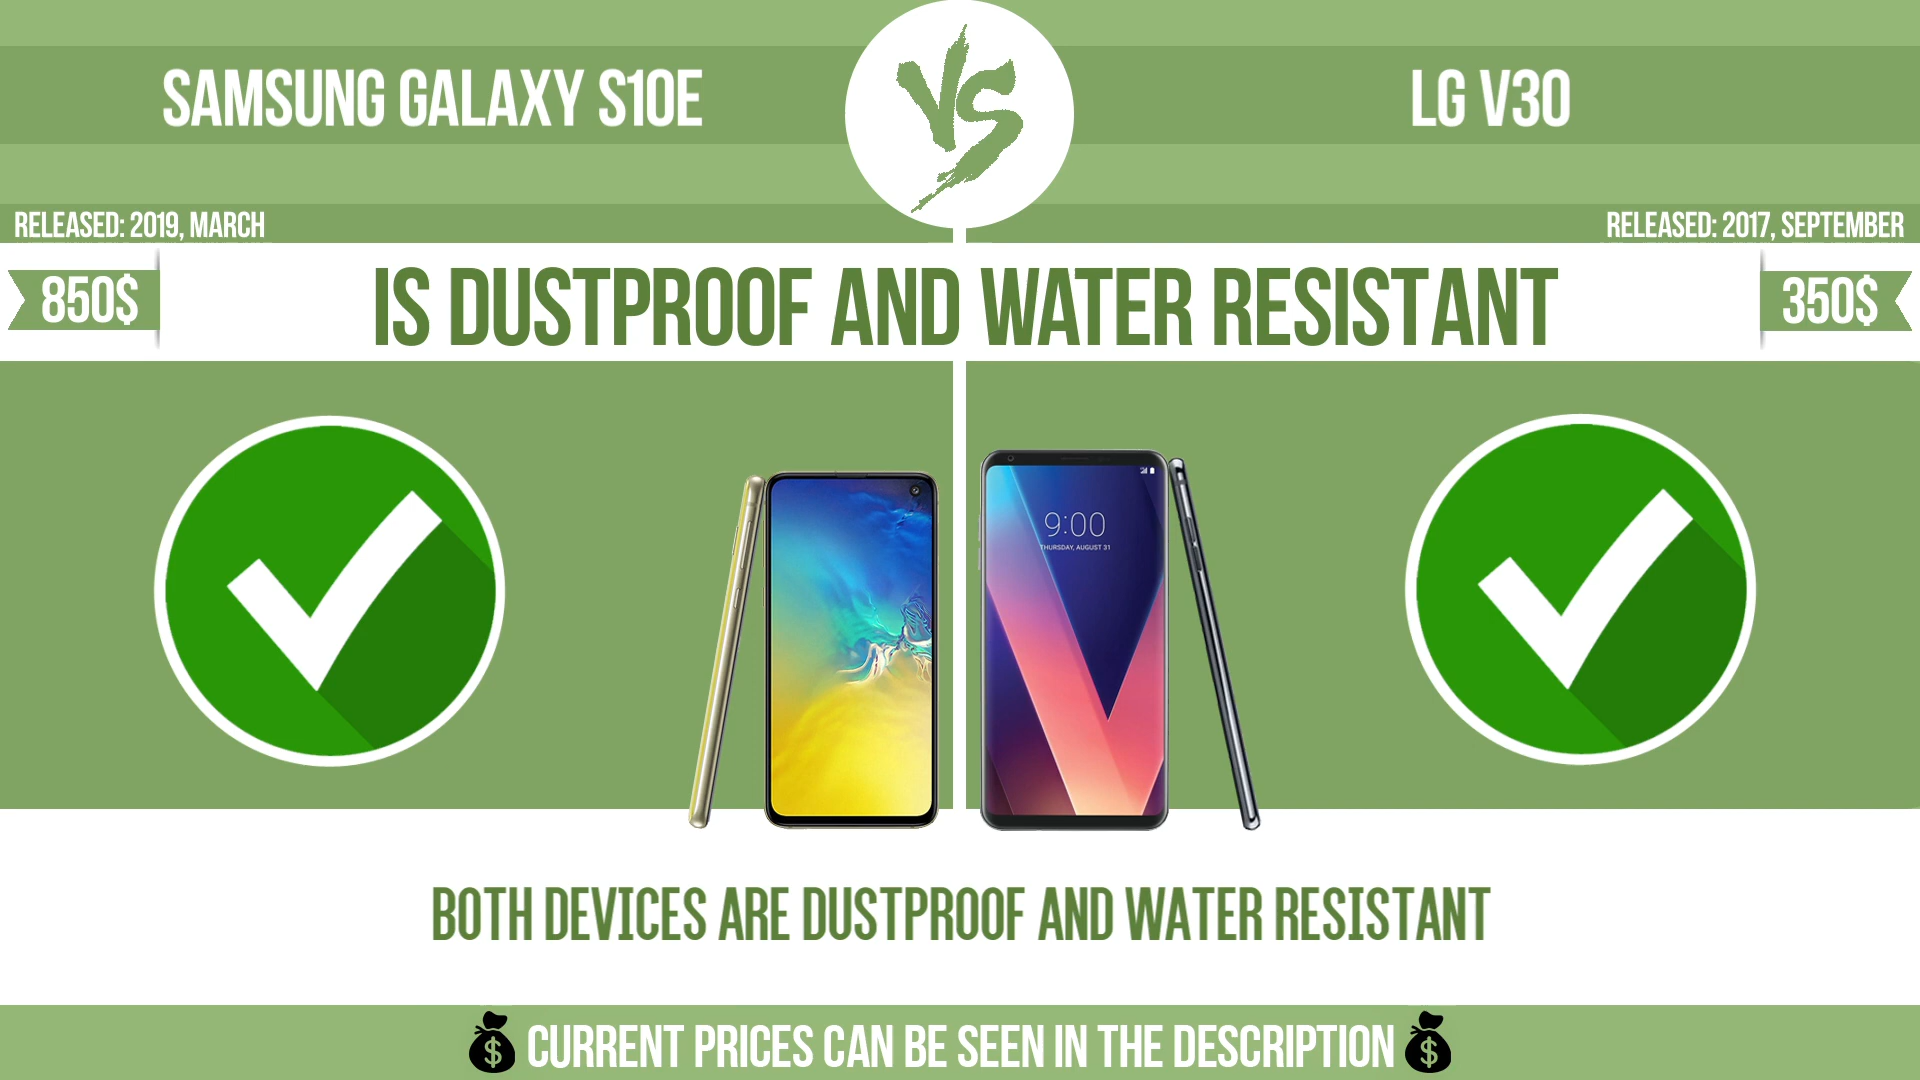 SAMSUNG GALAXY S10E
VS
LG V30
RELEASED: 2019, MARCH
RELEASED: 2017, SEPTEMBER
850$
IS DUSTPROOF AND WATER RESISTANT
350$
9:00
THURSDAY, AUGUST 31
BOTH DEVICES ARE DUSTPROOF AND WATER RESISTANT
$ CURRENT PRICES CAN BE SEEN IN THE DESCRIPTION $